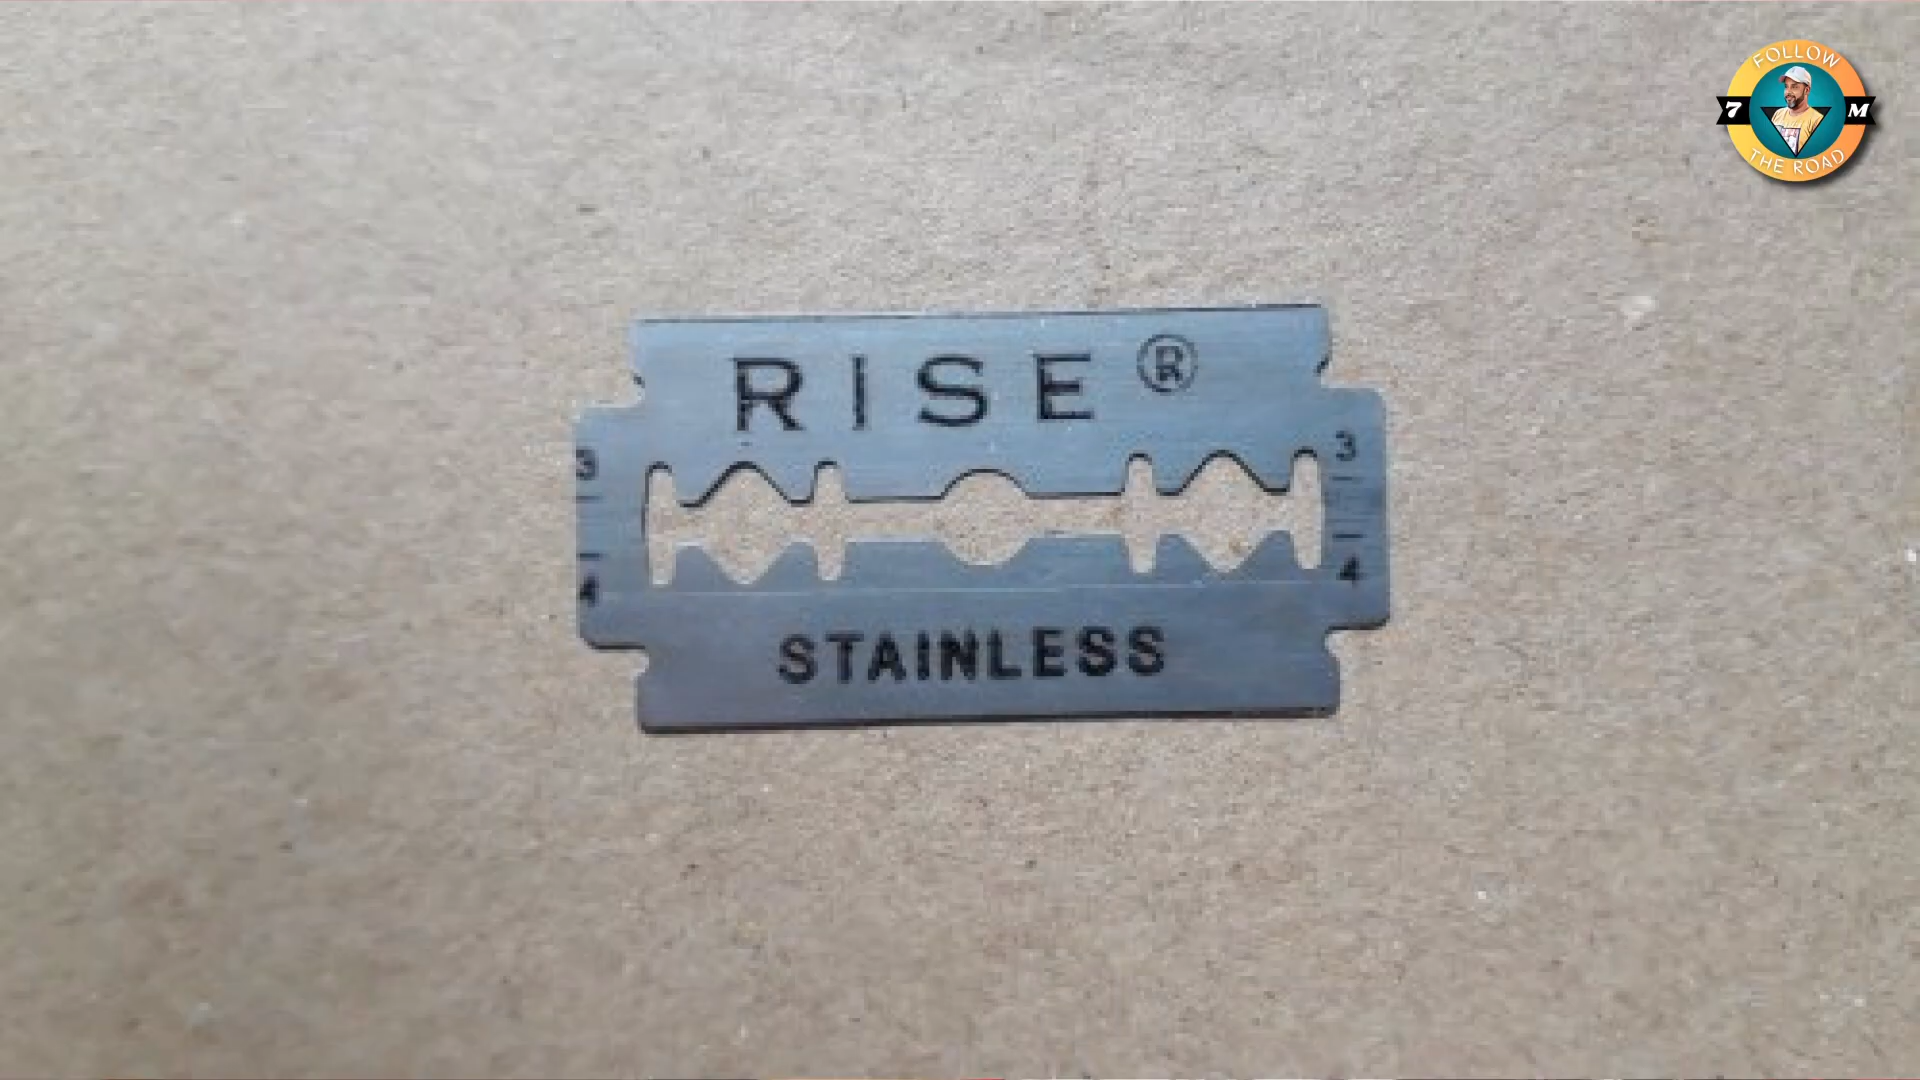 FOLLOW
7 M
THE ROAD
RISE®
3 3
4 4
STAINLESS